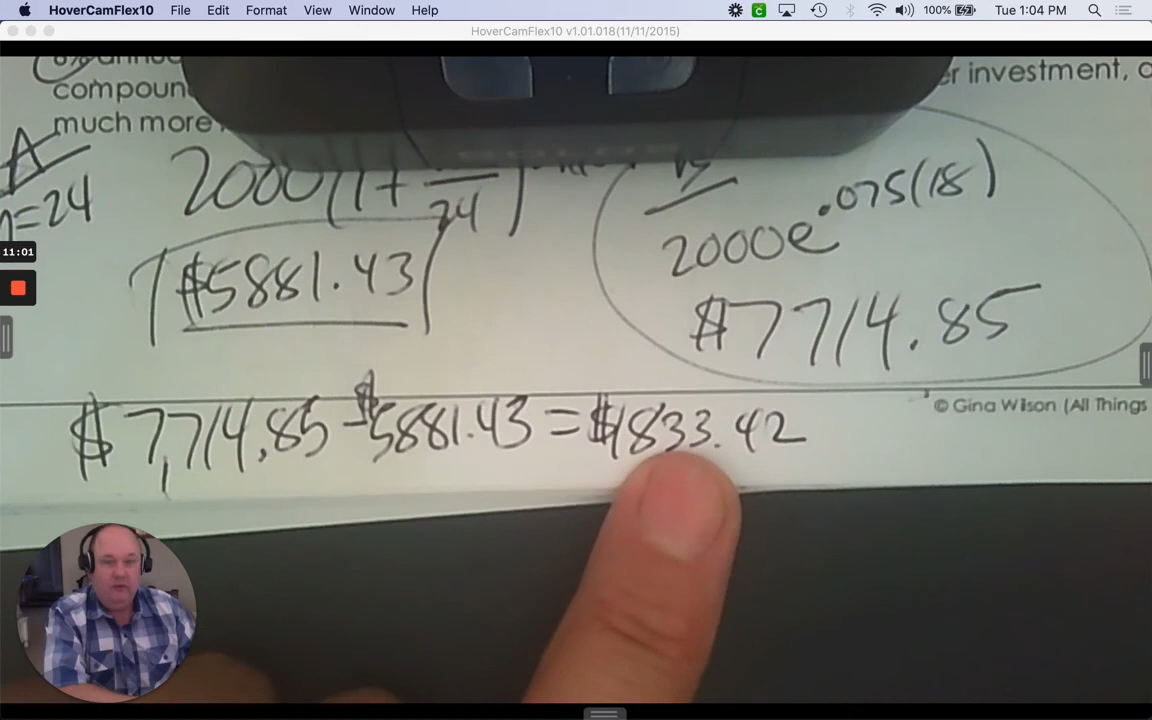 HoverCamFlex10 File Edit Format View Window Help 100% Tue 1:04 PM
HoverCamFlex10 v1.01.018(11/11/2015)
er investment,
compoun
much more
A
n=24
2000(1+ /24)
$5881.43
2000e^.075(18)
$7714.85
11:01
© Gina Wilson (All Things
$7,714.85-$5881.43=$1833.42